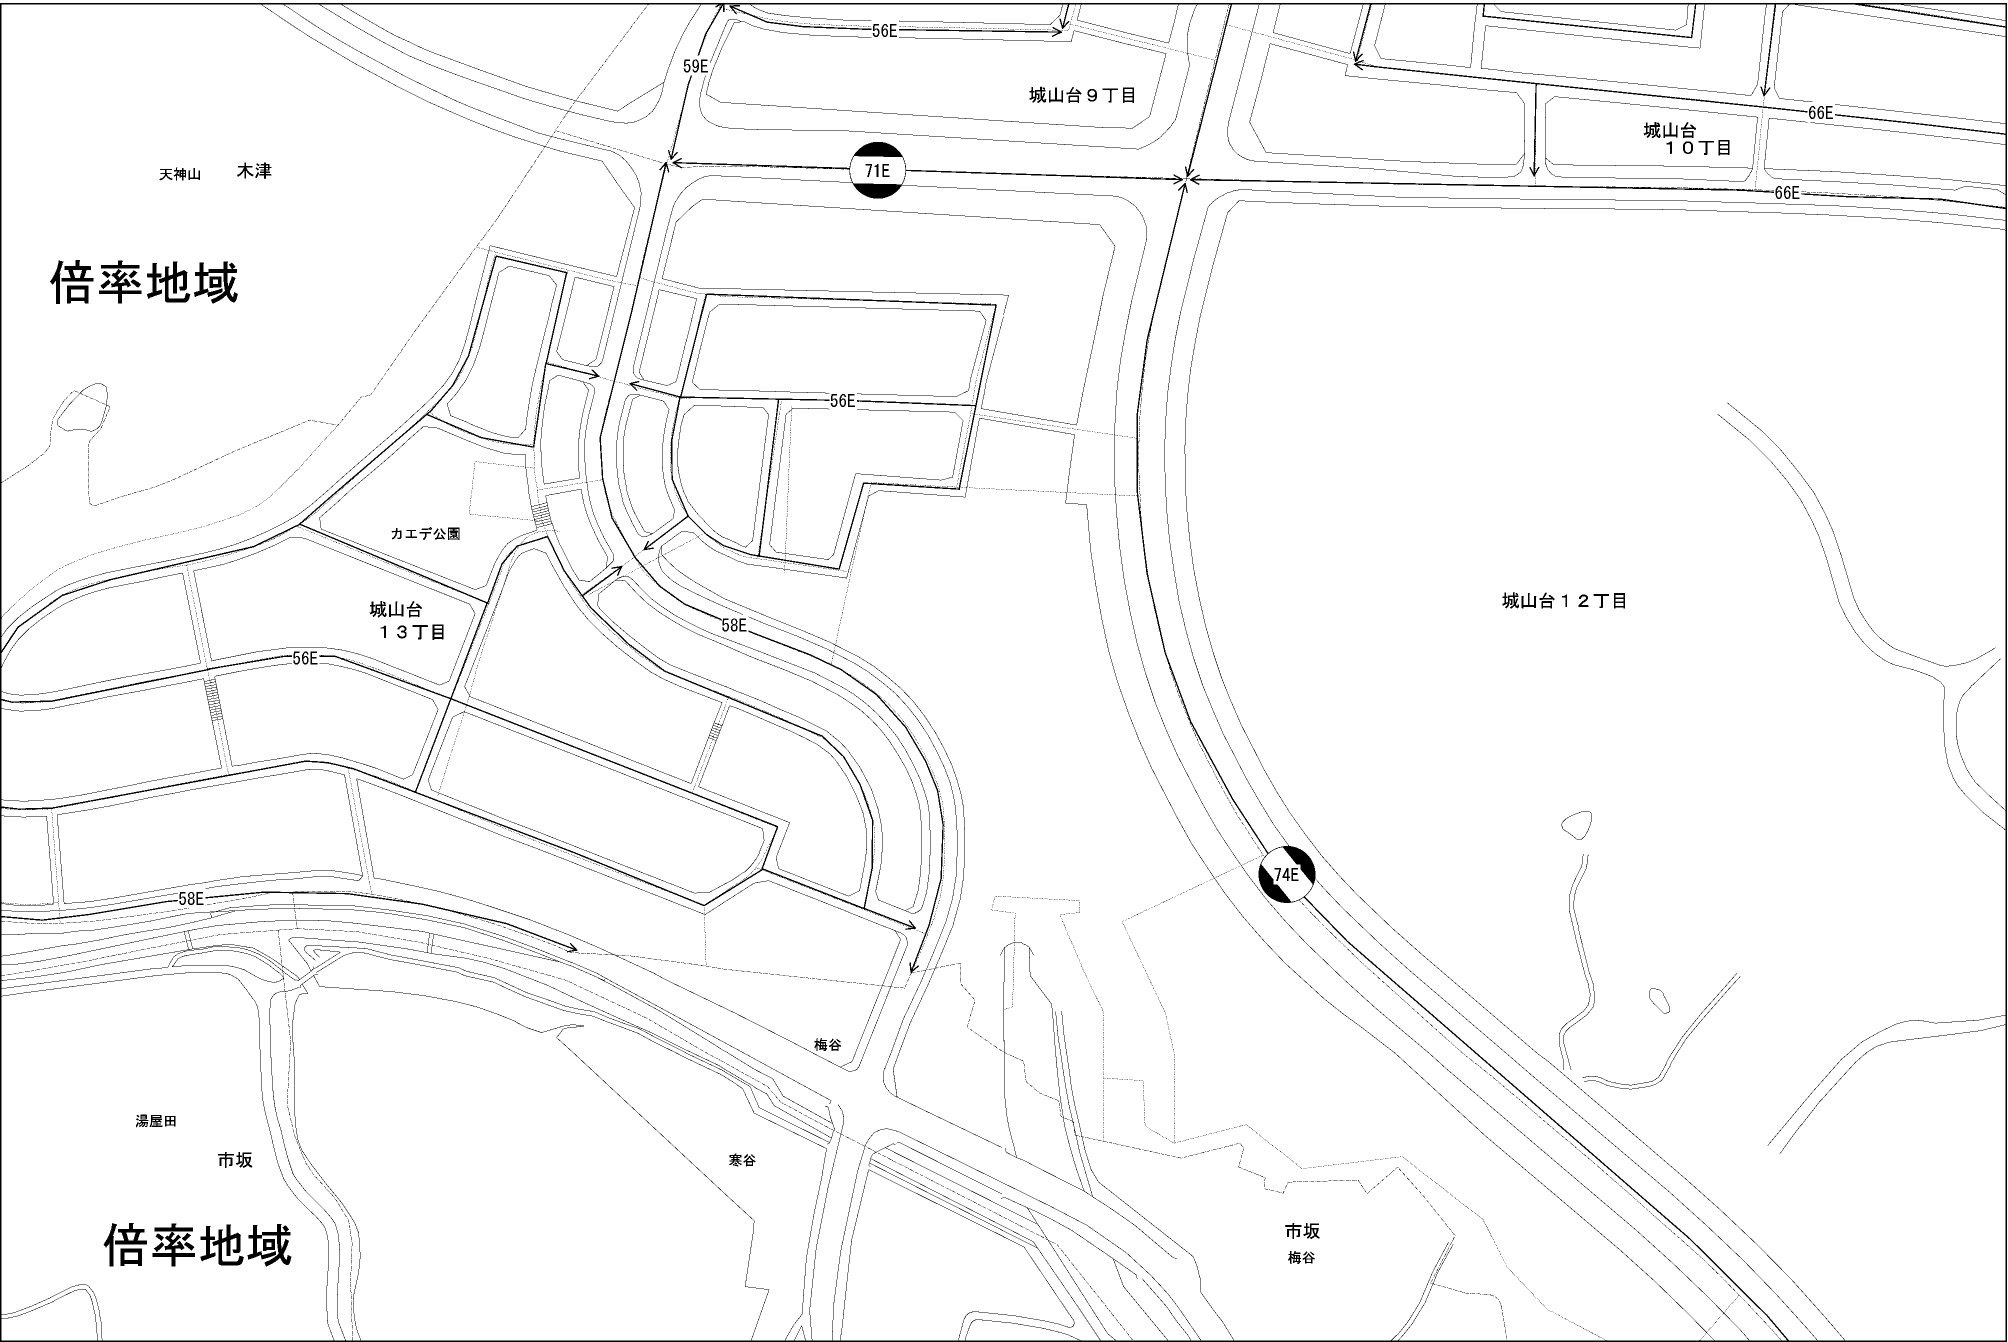 56E
59E
城山台９丁目
66E
城山台
１０丁目
71E
天神山
木津
66E
倍率地域
56E
カエデ公園
城山台１２丁目
城山台
１３丁目
58E
56E
74E
58E
梅谷
湯屋田
市坂
寒谷
市坂
梅谷
倍率地域